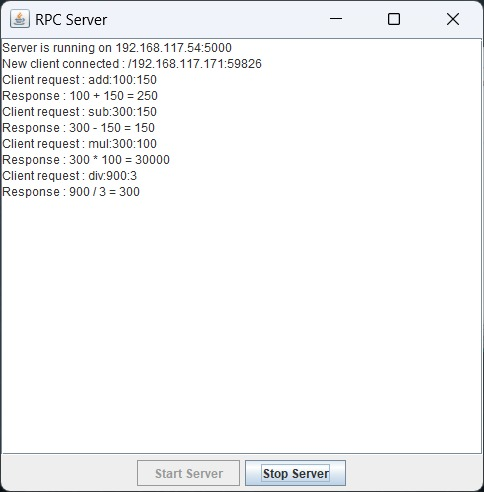 RPC Server
Server is running on 192.168.117.54:5000
New client connected : /192.168.117.171:59826
Client request : add:100:150
Response : 100 + 150 = 250
Client request : sub:300:150
Response : 300 - 150 = 150
Client request : mul:300:100
Response : 300 * 100 = 30000
Client request : div:900:3
Response : 900 / 3 = 300
Start Server
Stop Server